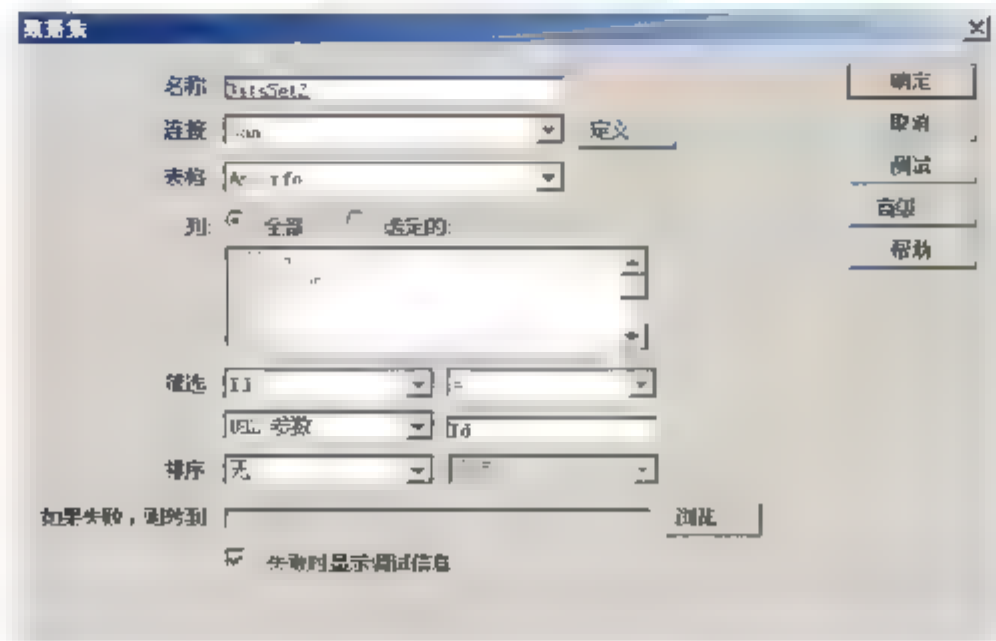 数据集
名称 DataSet2 确定
连接 定义 取消
表格 测试
列: 全部 选定的: 高级
帮助
筛选 ID =
URL 参数 Id
排序 无
如果失败，则转到 浏览
失败时显示调试信息